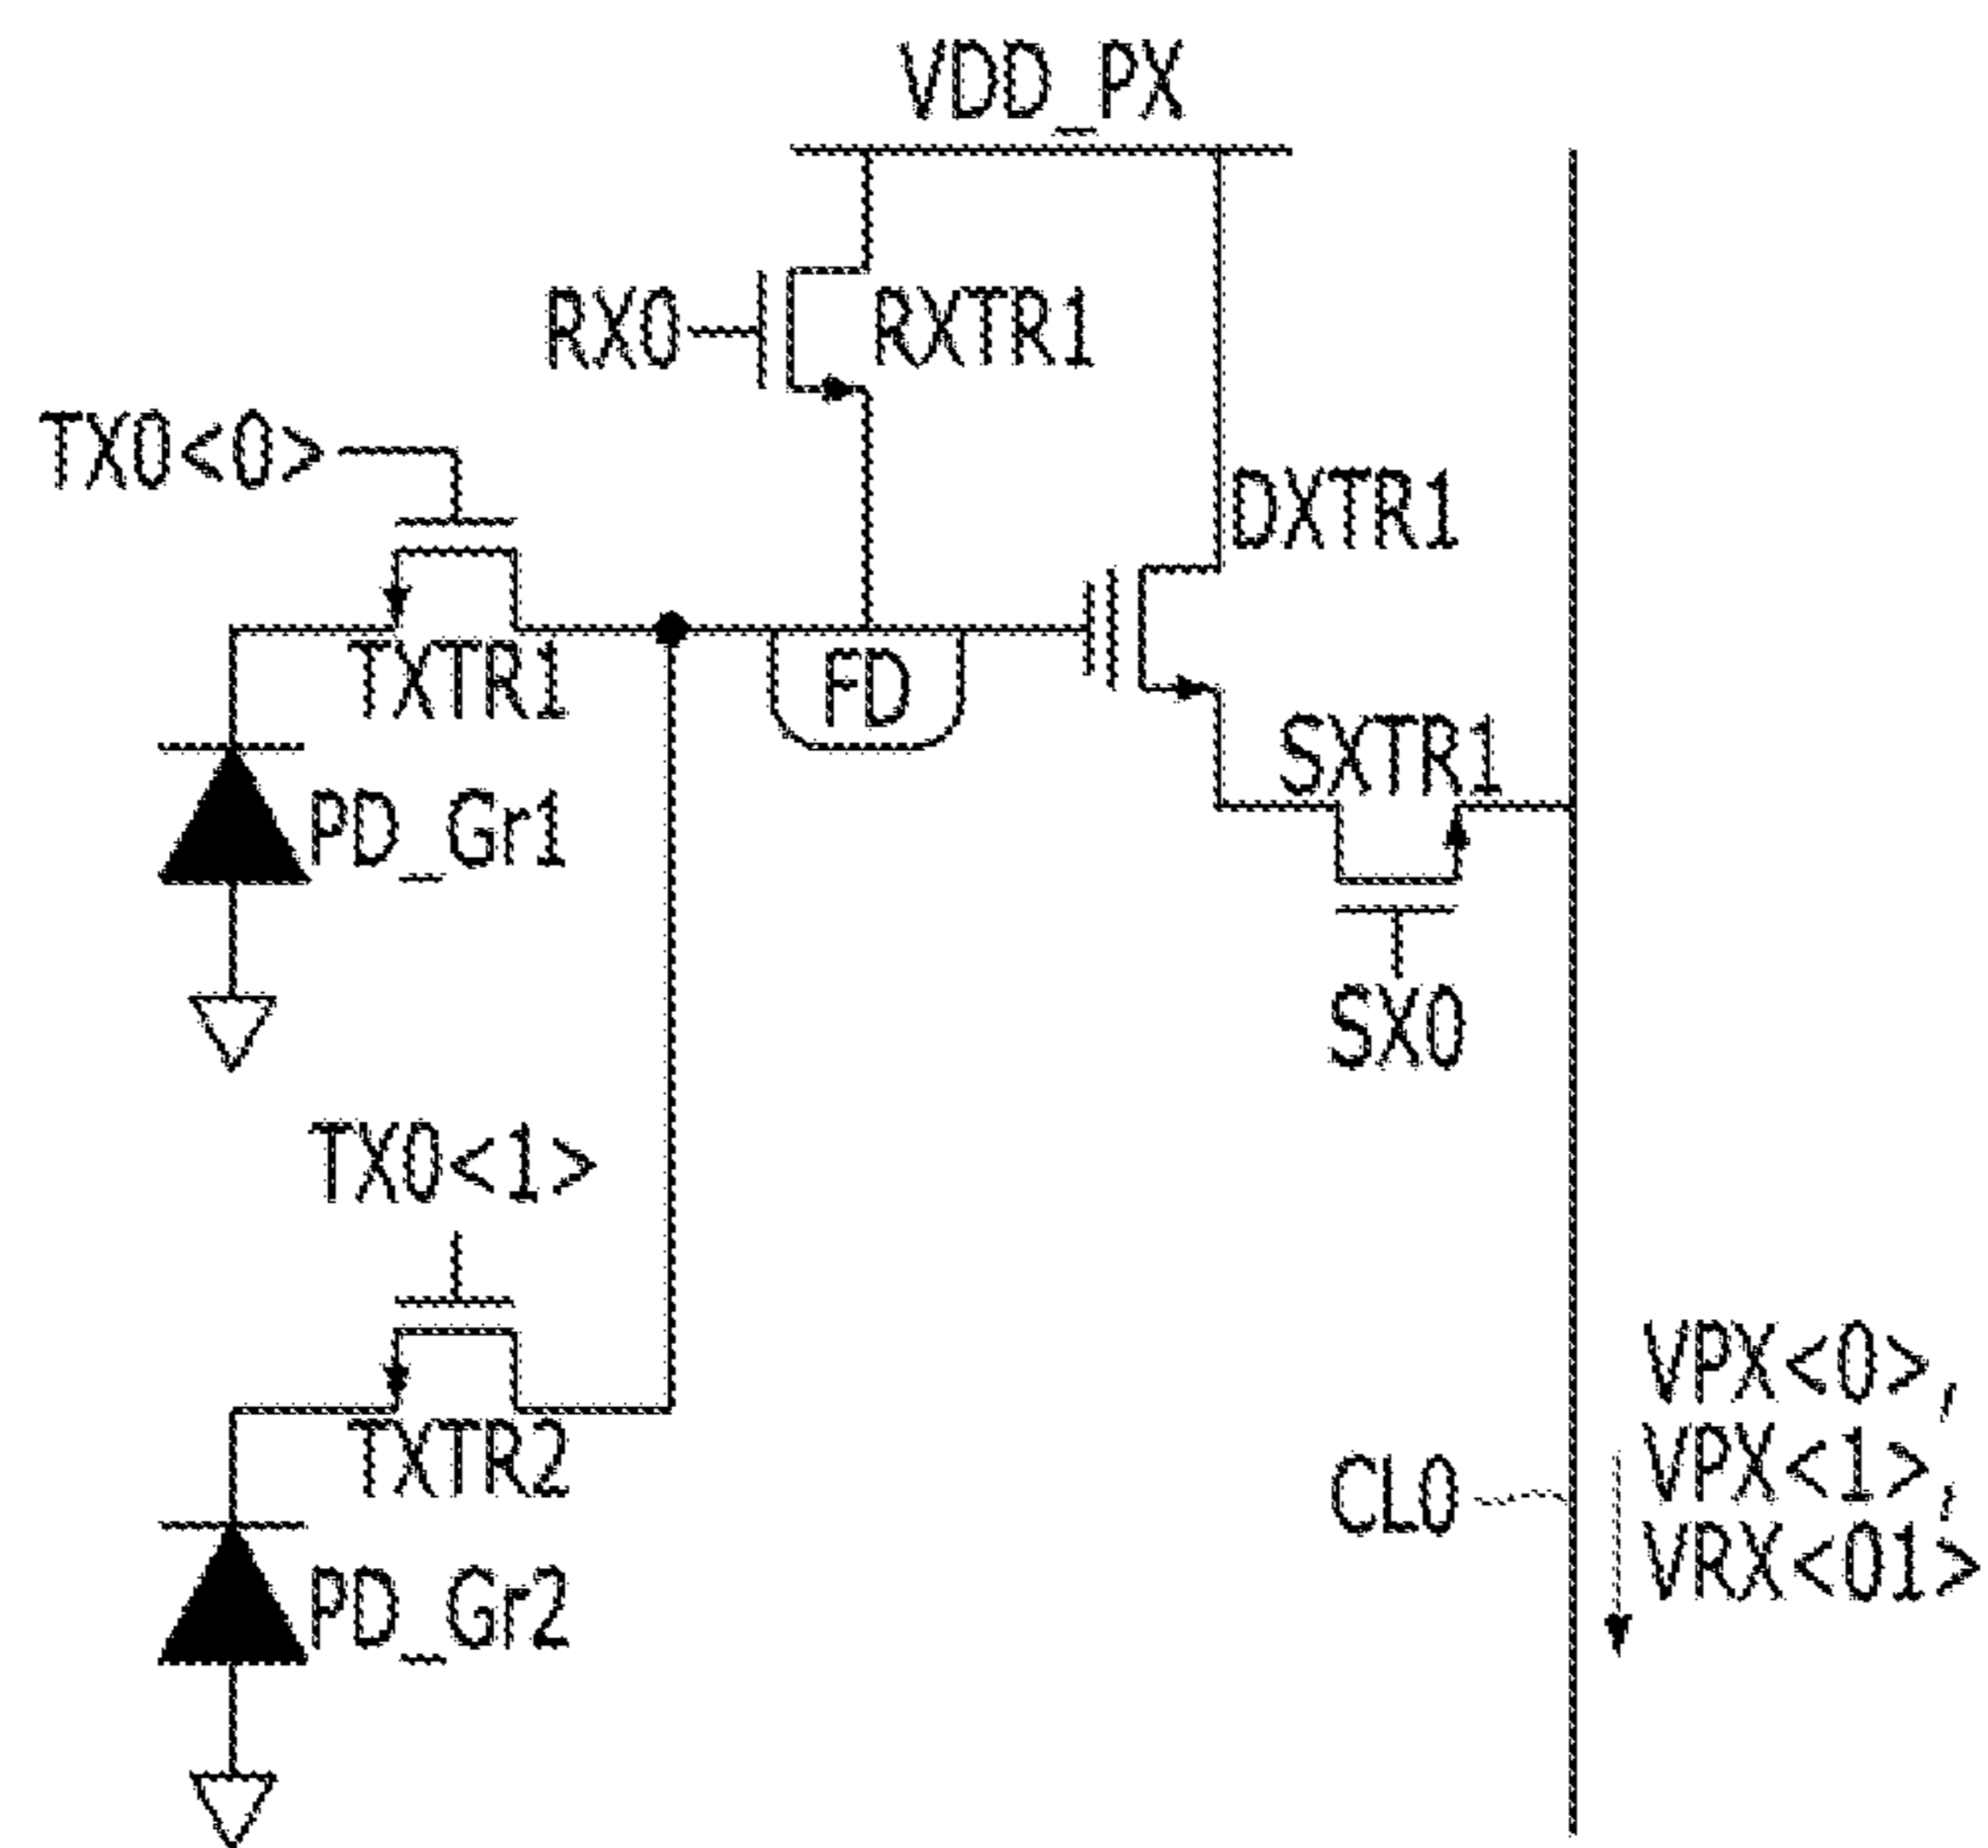 VDD_PX
RX0
RXTR1
TX0<0>
DXTR1
TXTR1
FD
SXTR1
PD_Gr1
SX0
TX0<1>
VPX<0>,
VPX<1>,
VRX<01>
TXTR2
CL0
PD_Gr2